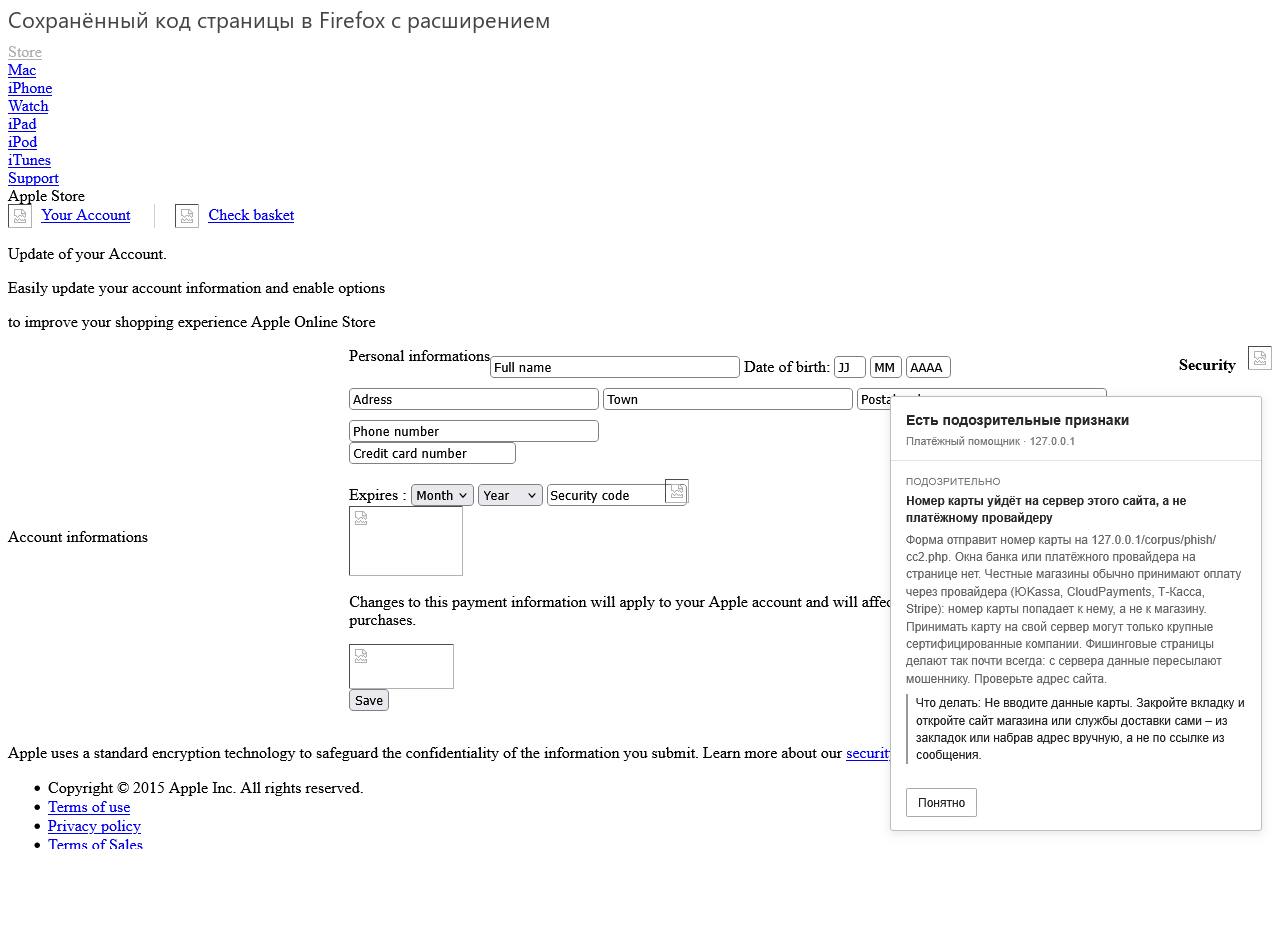 Сохранённый код страницы в Firefox с расширением
Store
Mac
iPhone
Watch
iPad
iPod
iTunes
Support
Apple Store
Your Account
Check basket
Update of your Account.
Easily update your account information and enable options
to improve your shopping experience Apple Online Store
Personal informations
Full name
Date of birth:
JJ
MM
AAAA
Security
Adress
Town
Phone number
Credit card number
Expires :
Month
Year
Security code
Account informations
Changes to this payment information will apply to your Apple account and will
purchases.
Save
Apple uses a standard encryption technology to safeguard the confidentiality of the information you submit. Learn more about our security
Copyright © 2015 Apple Inc. All rights reserved.
Terms of use
Privacy policy
Terms of Sales
Есть подозрительные признаки
Платёжный помощник · 127.0.0.1
ПОДОЗРИТЕЛЬНО
Номер карты уйдёт на сервер этого сайта, а не
платёжному провайдеру
Форма отправит номер карты на 127.0.0.1/corpus/phish/
cc2.php. Окна банка или платёжного провайдера на
странице нет. Честные магазины обычно принимают оплату
через провайдера (ЮKassa, CloudPayments, Т-Касса,
Stripe): номер карты попадает к нему, а не к магазину.
Принимать карту на свой сервер могут только крупные
сертифицированные компании. Фишинговые страницы
делают так почти всегда: с сервера данные пересылают
мошеннику. Проверьте адрес сайта.
Что делать: Не вводите данные карты. Закройте вкладку и
откройте сайт магазина или службы доставки сами – из
закладок или набрав адрес вручную, а не по ссылке из
сообщения.
Понятно